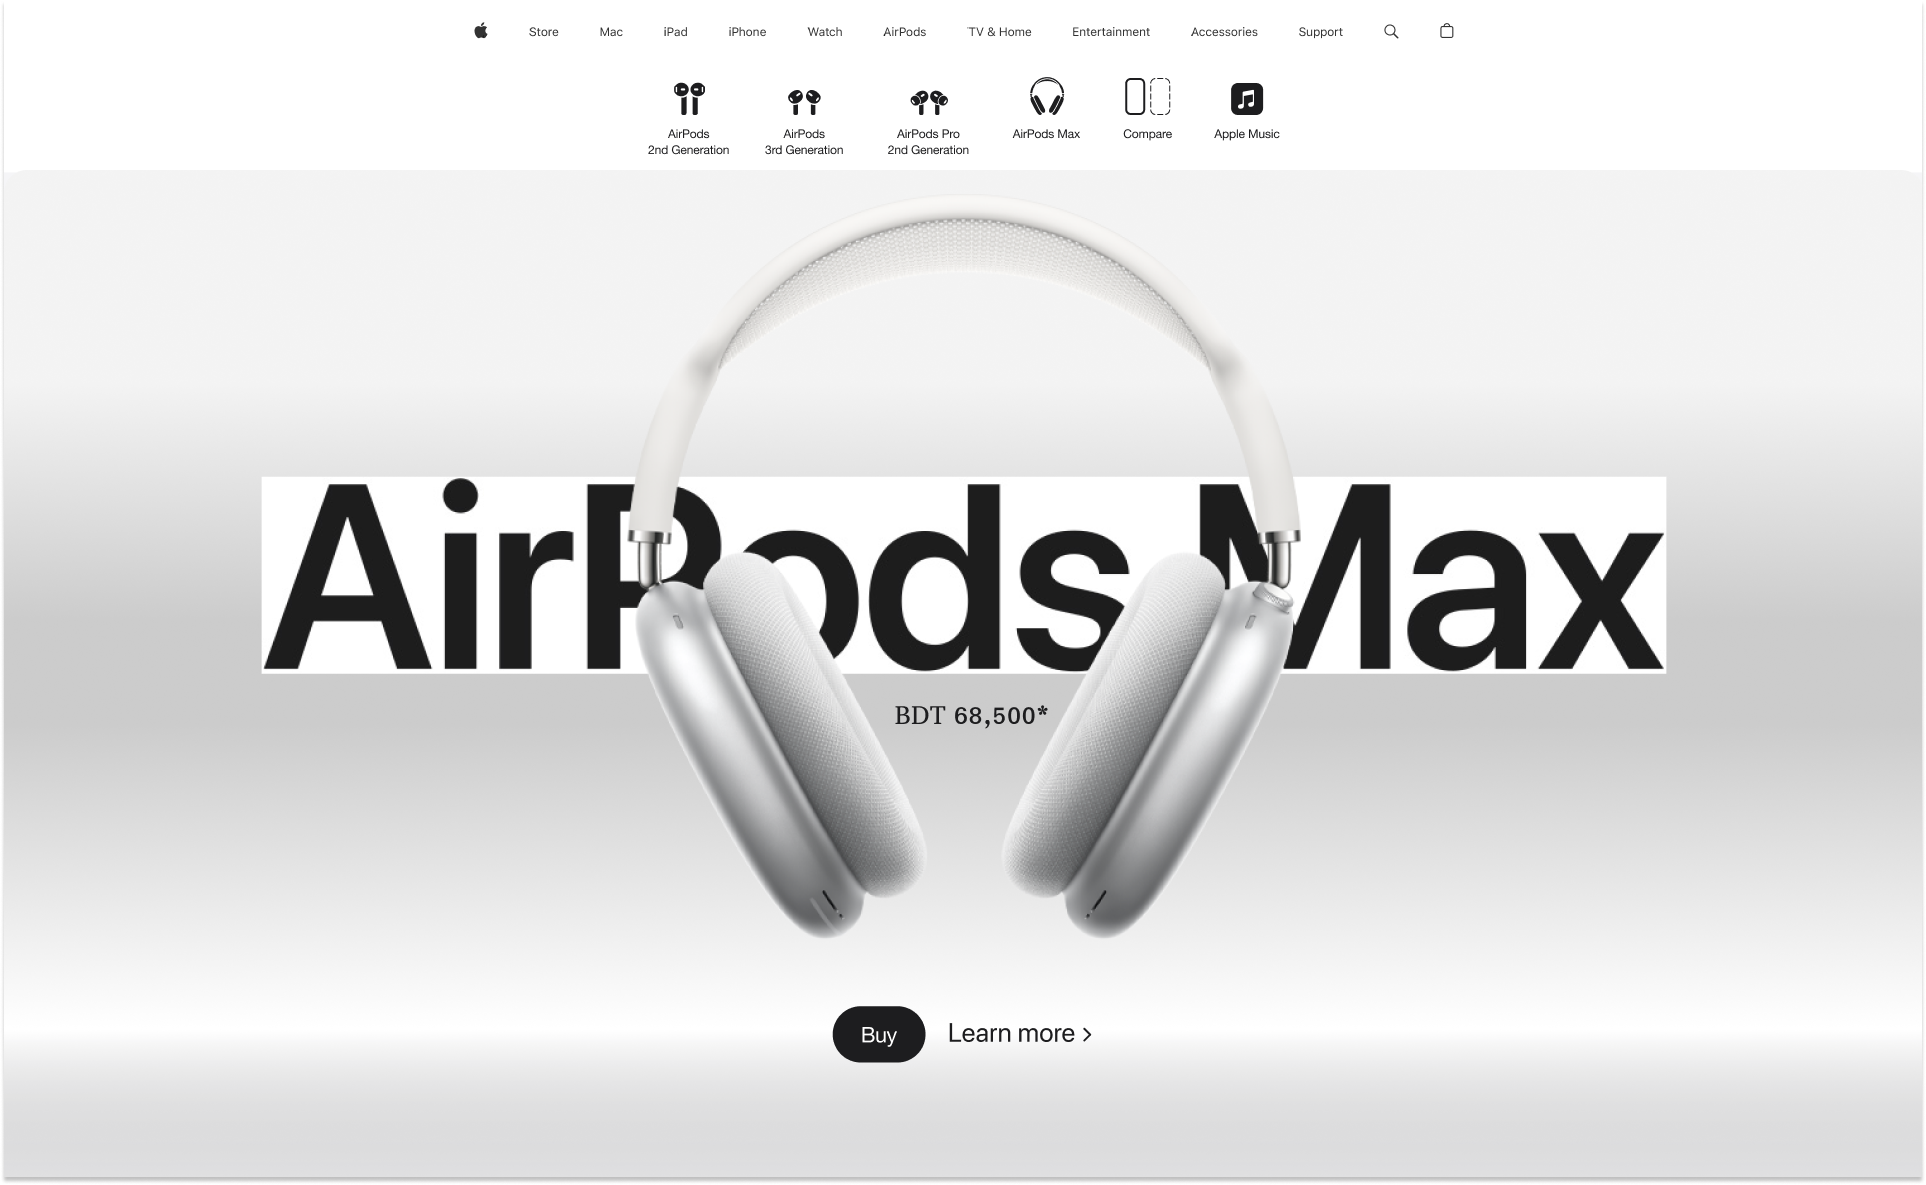 Store Mac iPad iPhone Watch AirPods TV & Home Entertainment Accessories Support
AirPods
2nd Generation
AirPods
3rd Generation
AirPods Pro
2nd Generation
AirPods Max
Compare
Apple Music
AirPods Max
BDT 68,500*
Buy
Learn more >